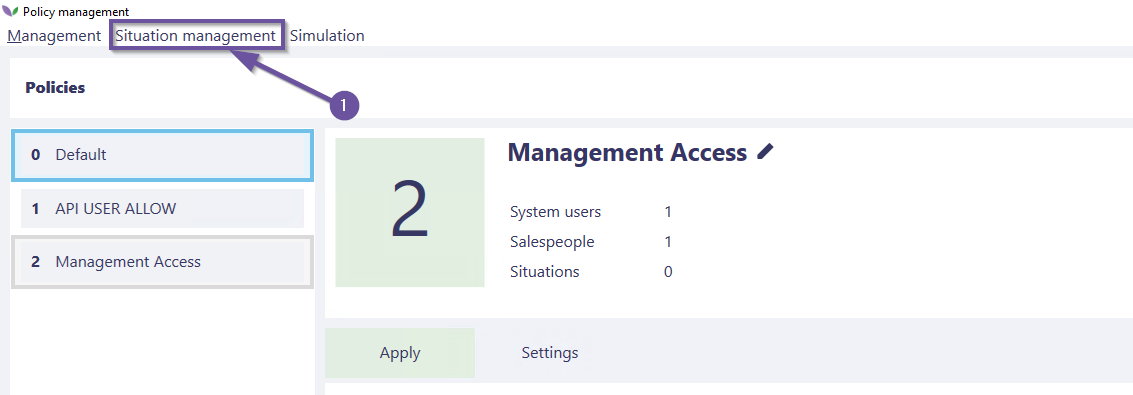 Policy management
Management Situation management Simulation
1
Policies
0 Default
1 API USER ALLOW
2 Management Access
2
Management Access
System users 1
Salespeople 1
Situations 0
Apply Settings